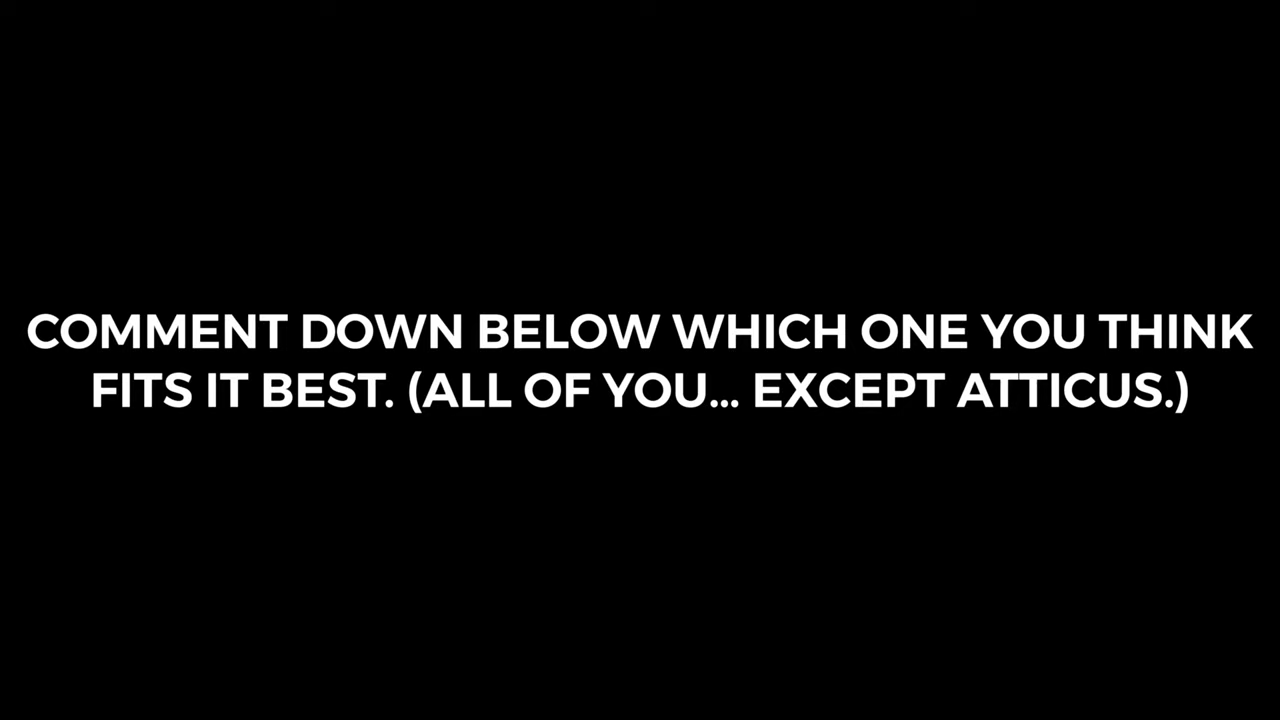 COMMENT DOWN BELOW WHICH ONE YOU THINK
FITS IT BEST. (ALL OF YOU... EXCEPT ATTICUS.)